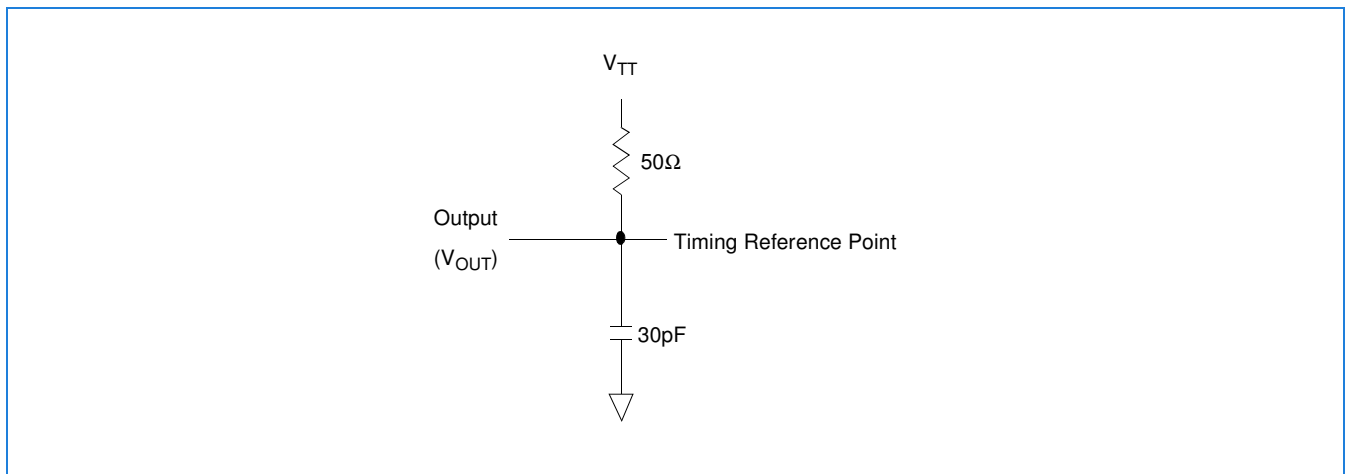 V_TT
50Ω
Output
(V_OUT)
Timing Reference Point
30pF